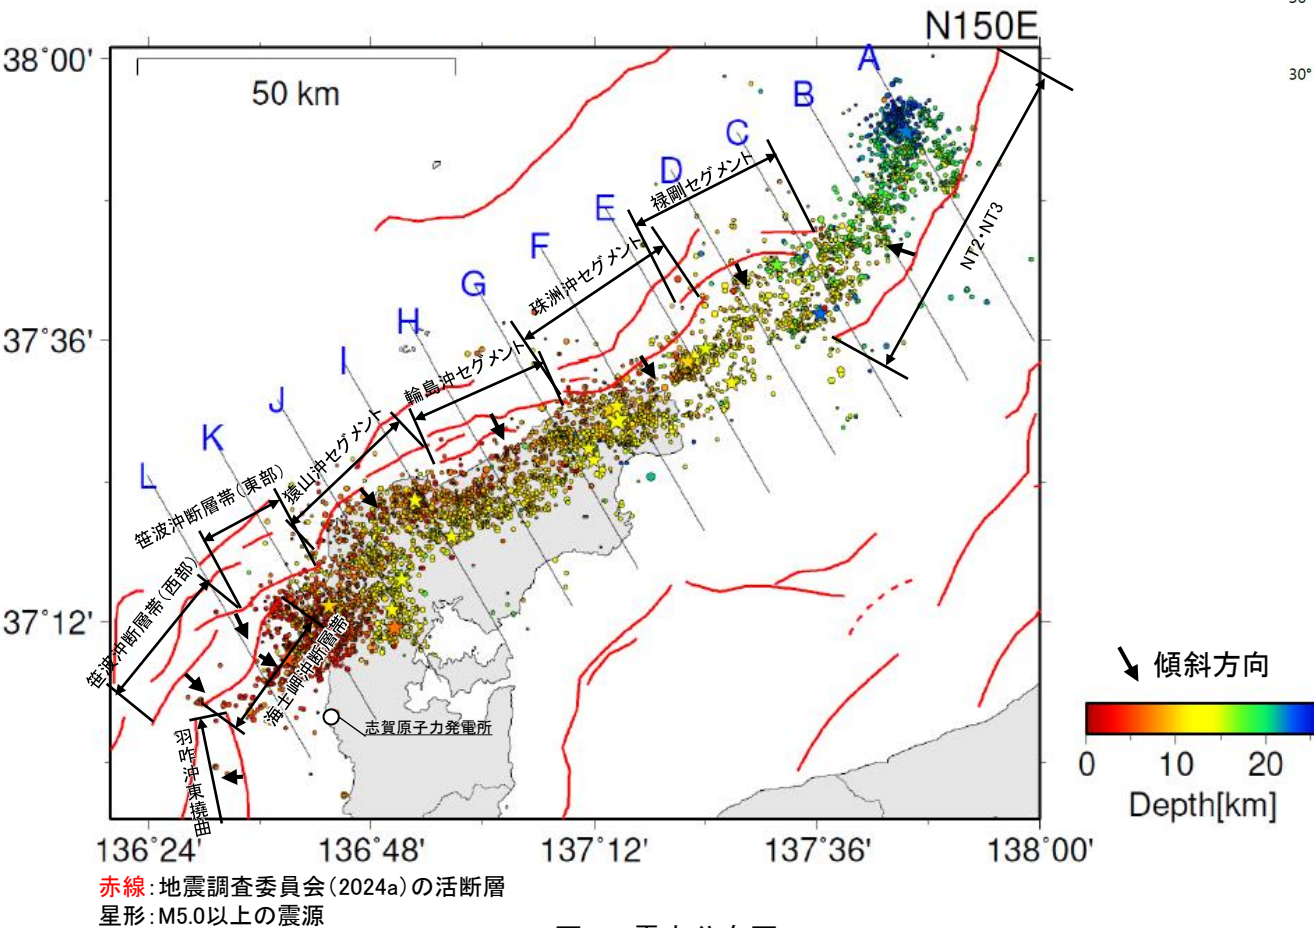 N150E
38°00'
37°36'
37°12'
50 km
A
B
C
D
E
F
G
H
I
J
K
L
禄剛セグメント
珠洲沖セグメント
輪島沖セグメント
猿山沖セグメント
笹波沖断層帯(東部)
笹波沖断層帯(西部)
海士岬沖断層帯
羽咋沖東撓曲
NT2・NT3
志賀原子力発電所
30°
傾斜方向
0 10 20
Depth[km]
136°24' 136°48' 137°12' 137°36' 138°00'
赤線:地震調査委員会(2024a)の活断層
星形:M5.0以上の震源